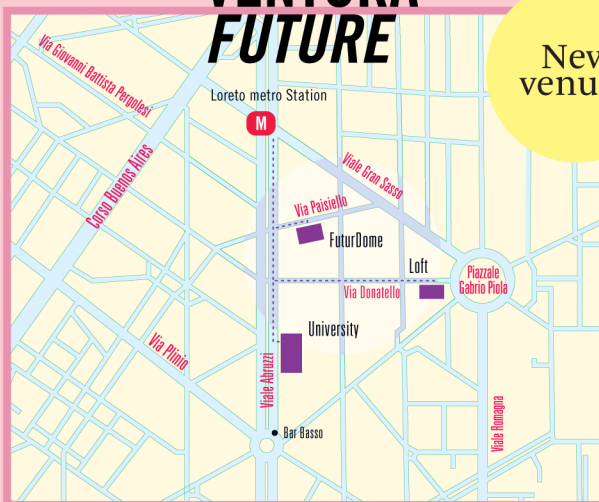 VENTURA
FUTURE
New
venu
Via Giovanni Battista Pergolesi
Loreto metro Station
M
Corso Buenos Aires
Viale Gran Sasso
Via Paisiello
FuturDome
Loft
Piazzale
Gabrio Piola
Via Donatello
University
Via Plinio
Viale Abruzzi
Viale Romagna
Bar Basso